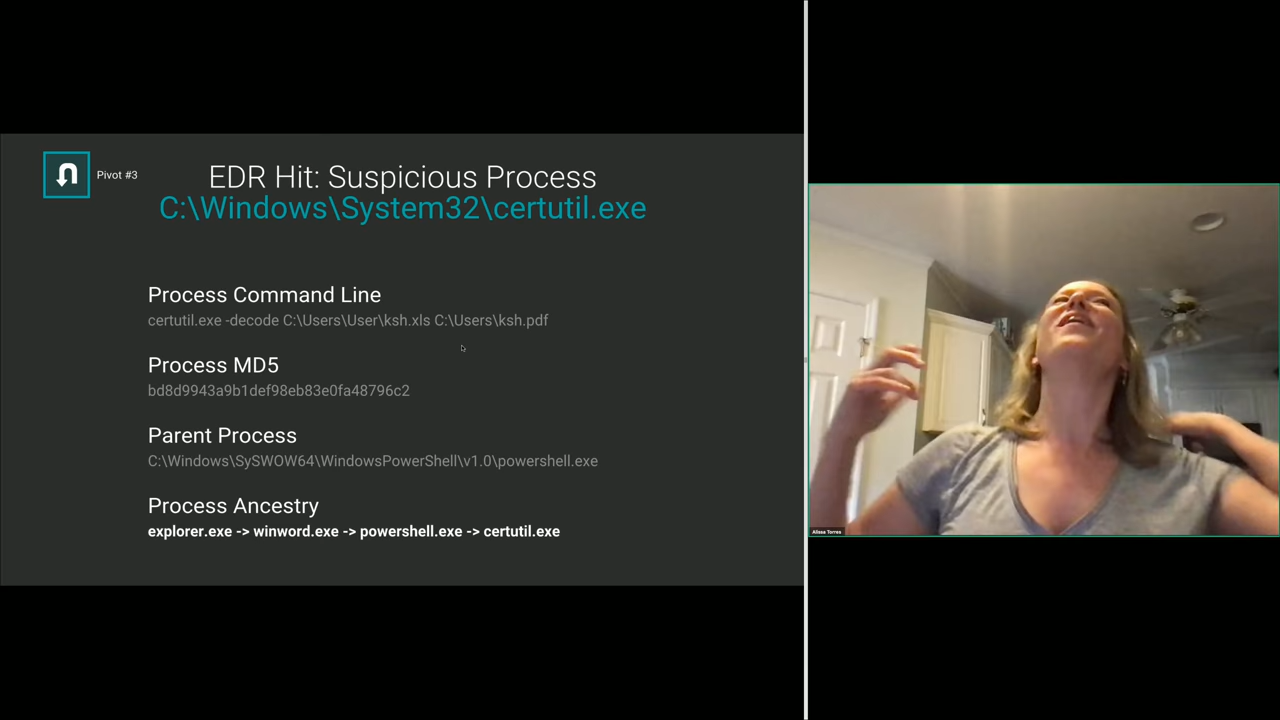 Pivot #3
EDR Hit: Suspicious Process
C:\Windows\System32\certutil.exe
Process Command Line
certutil.exe -decode C:\Users\User\ksh.xls C:\Users\ksh.pdf
Process MD5
bd8d9943a9b1def98eb83e0fa48796c2
Parent Process
C:\Windows\SySWOW64\WindowsPowerShell\v1.0\powershell.exe
Process Ancestry
explorer.exe -> winword.exe -> powershell.exe -> certutil.exe
Alissa Torres